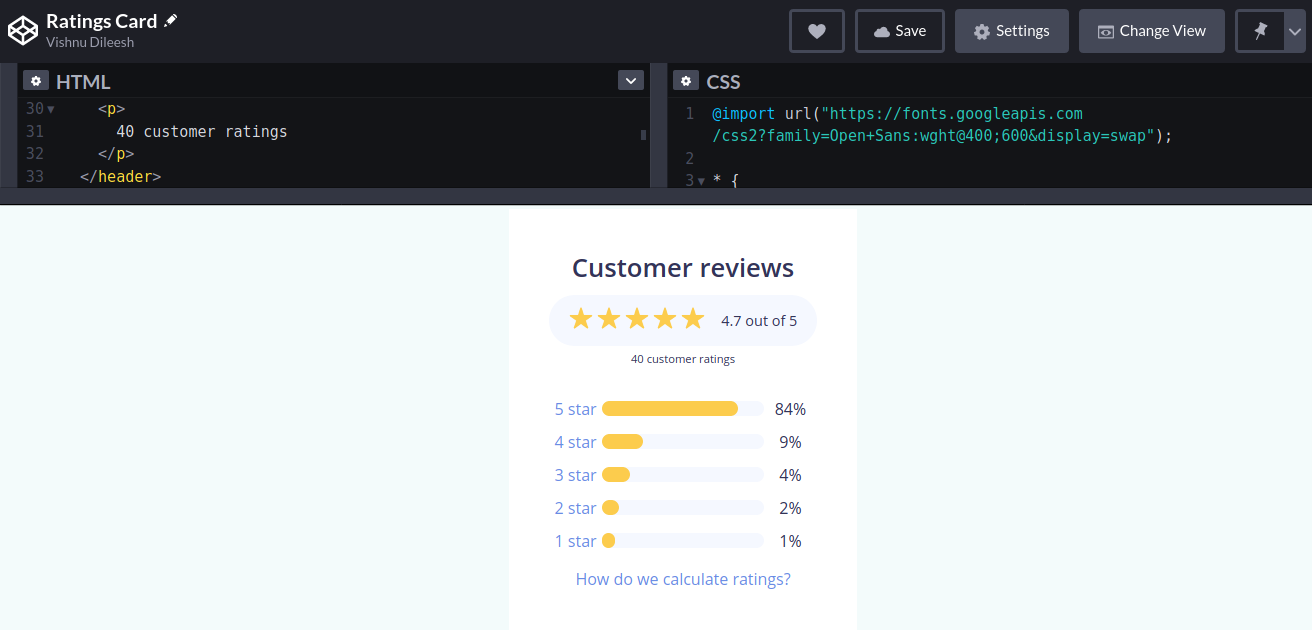 Ratings Card
Vishnu Dileesh
Save
Settings
Change View
HTML
30 <p>
31 40 customer ratings
32 </p>
33 </header>
CSS
1 @import url("https://fonts.googleapis.com
/css2?family=Open+Sans:wght@400;600&display=swap");
2
3 * {
Customer reviews
4.7 out of 5
40 customer ratings
5 star 84%
4 star 9%
3 star 4%
2 star 2%
1 star 1%
How do we calculate ratings?